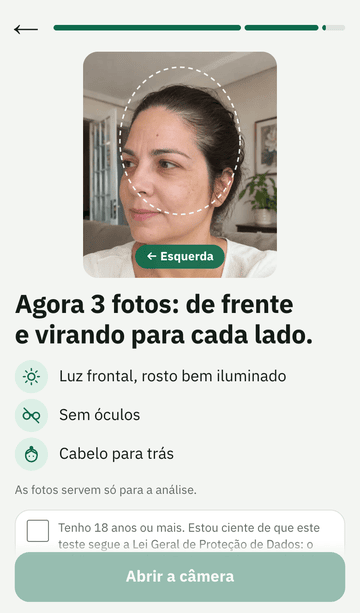 ← Esquerda
Agora 3 fotos: de frente
e virando para cada lado.
Luz frontal, rosto bem iluminado
Sem óculos
Cabelo para trás
As fotos servem só para a análise.
Tenho 18 anos ou mais. Estou ciente de que este
teste segue a Lei Geral de Proteção de Dados: o
Abrir a câmera